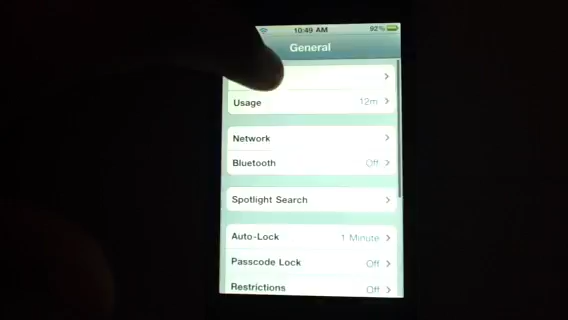 10:49 AM 92%
General
Usage 12m
Network
Bluetooth Off
Spotlight Search
Auto-Lock 1 Minute
Passcode Lock Off
Restrictions Off